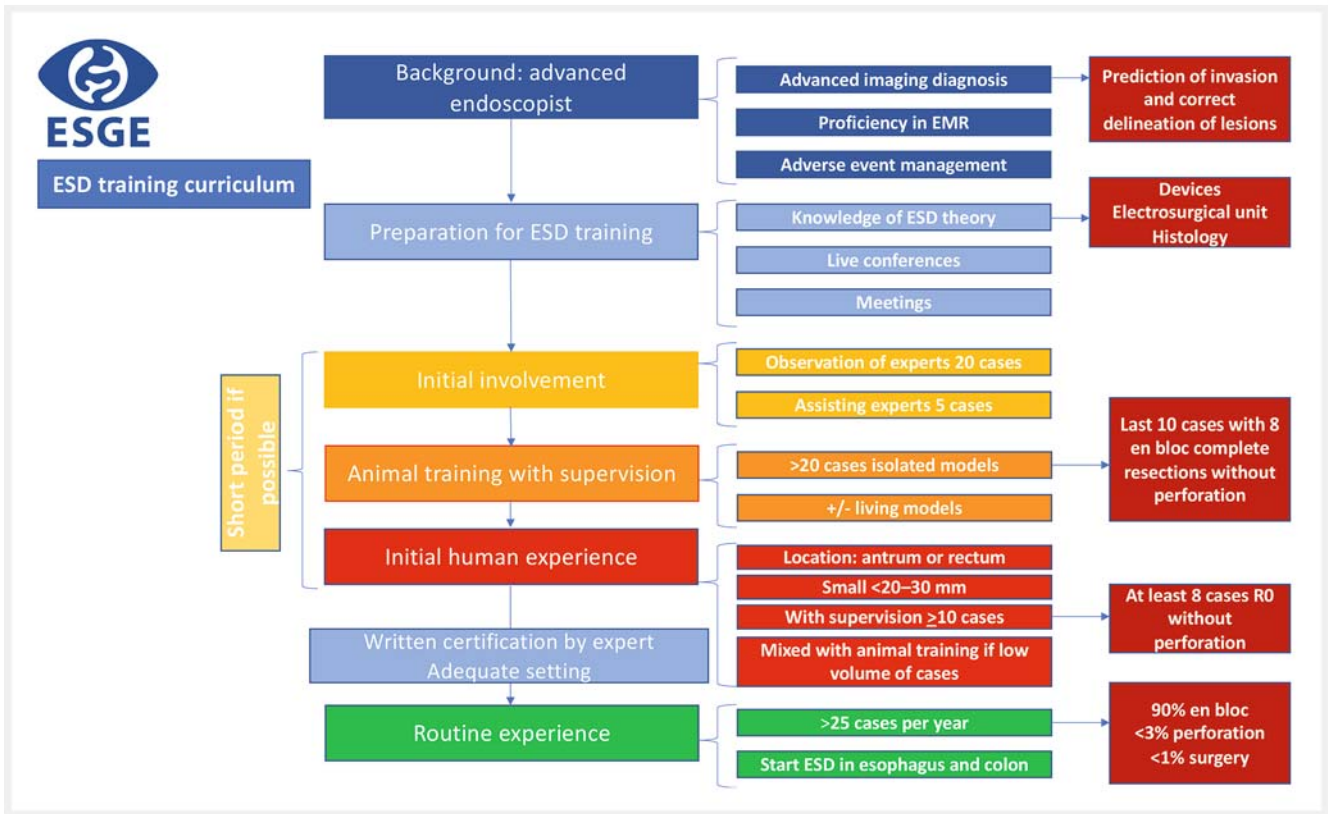 ESGE
ESD training curriculum
Background: advanced
endoscopist
Advanced imaging diagnosis
Proficiency in EMR
Adverse event management
Prediction of invasion
and correct
delineation of lesions
Preparation for ESD training
Knowledge of ESD theory
Live conferences
Meetings
Devices
Electrosurgical unit
Histology
Short period if
possible
Initial involvement
Observation of experts 20 cases
Assisting experts 5 cases
Animal training with supervision
>20 cases isolated models
+/- living models
Last 10 cases with 8
en bloc complete
resections without
perforation
Initial human experience
Location: antrum or rectum
Small <20–30 mm
With supervision ≥10 cases
Mixed with animal training if low
volume of cases
At least 8 cases R0
without
perforation
Written certification by expert
Adequate setting
Routine experience
>25 cases per year
Start ESD in esophagus and colon
90% en bloc
<3% perforation
<1% surgery